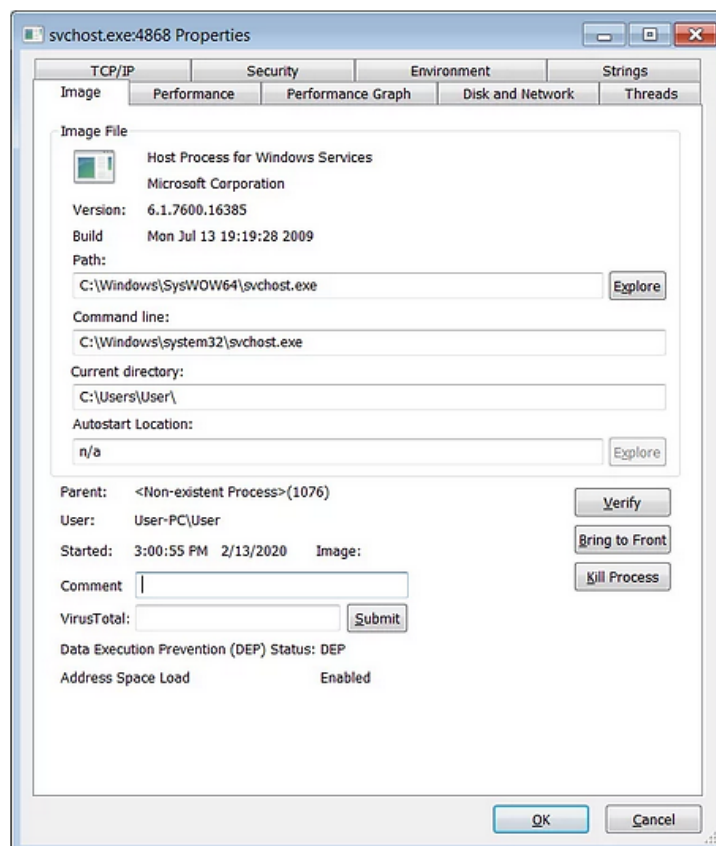 svchost.exe:4868 Properties
TCP/IP Security Environment Strings
Image Performance Performance Graph Disk and Network Threads
Image File
Host Process for Windows Services
Microsoft Corporation
Version: 6.1.7600.16385
Build Mon Jul 13 19:19:28 2009
Path:
C:\Windows\SysWOW64\svchost.exe Explore
Command line:
C:\Windows\system32\svchost.exe
Current directory:
C:\Users\User\
Autostart Location:
n/a Explore
Parent: <Non-existent Process>(1076)
Verify
User: User-PC\User
Bring to Front
Started: 3:00:55 PM 2/13/2020 Image:
Kill Process
Comment
VirusTotal: Submit
Data Execution Prevention (DEP) Status: DEP
Address Space Load Enabled
OK Cancel